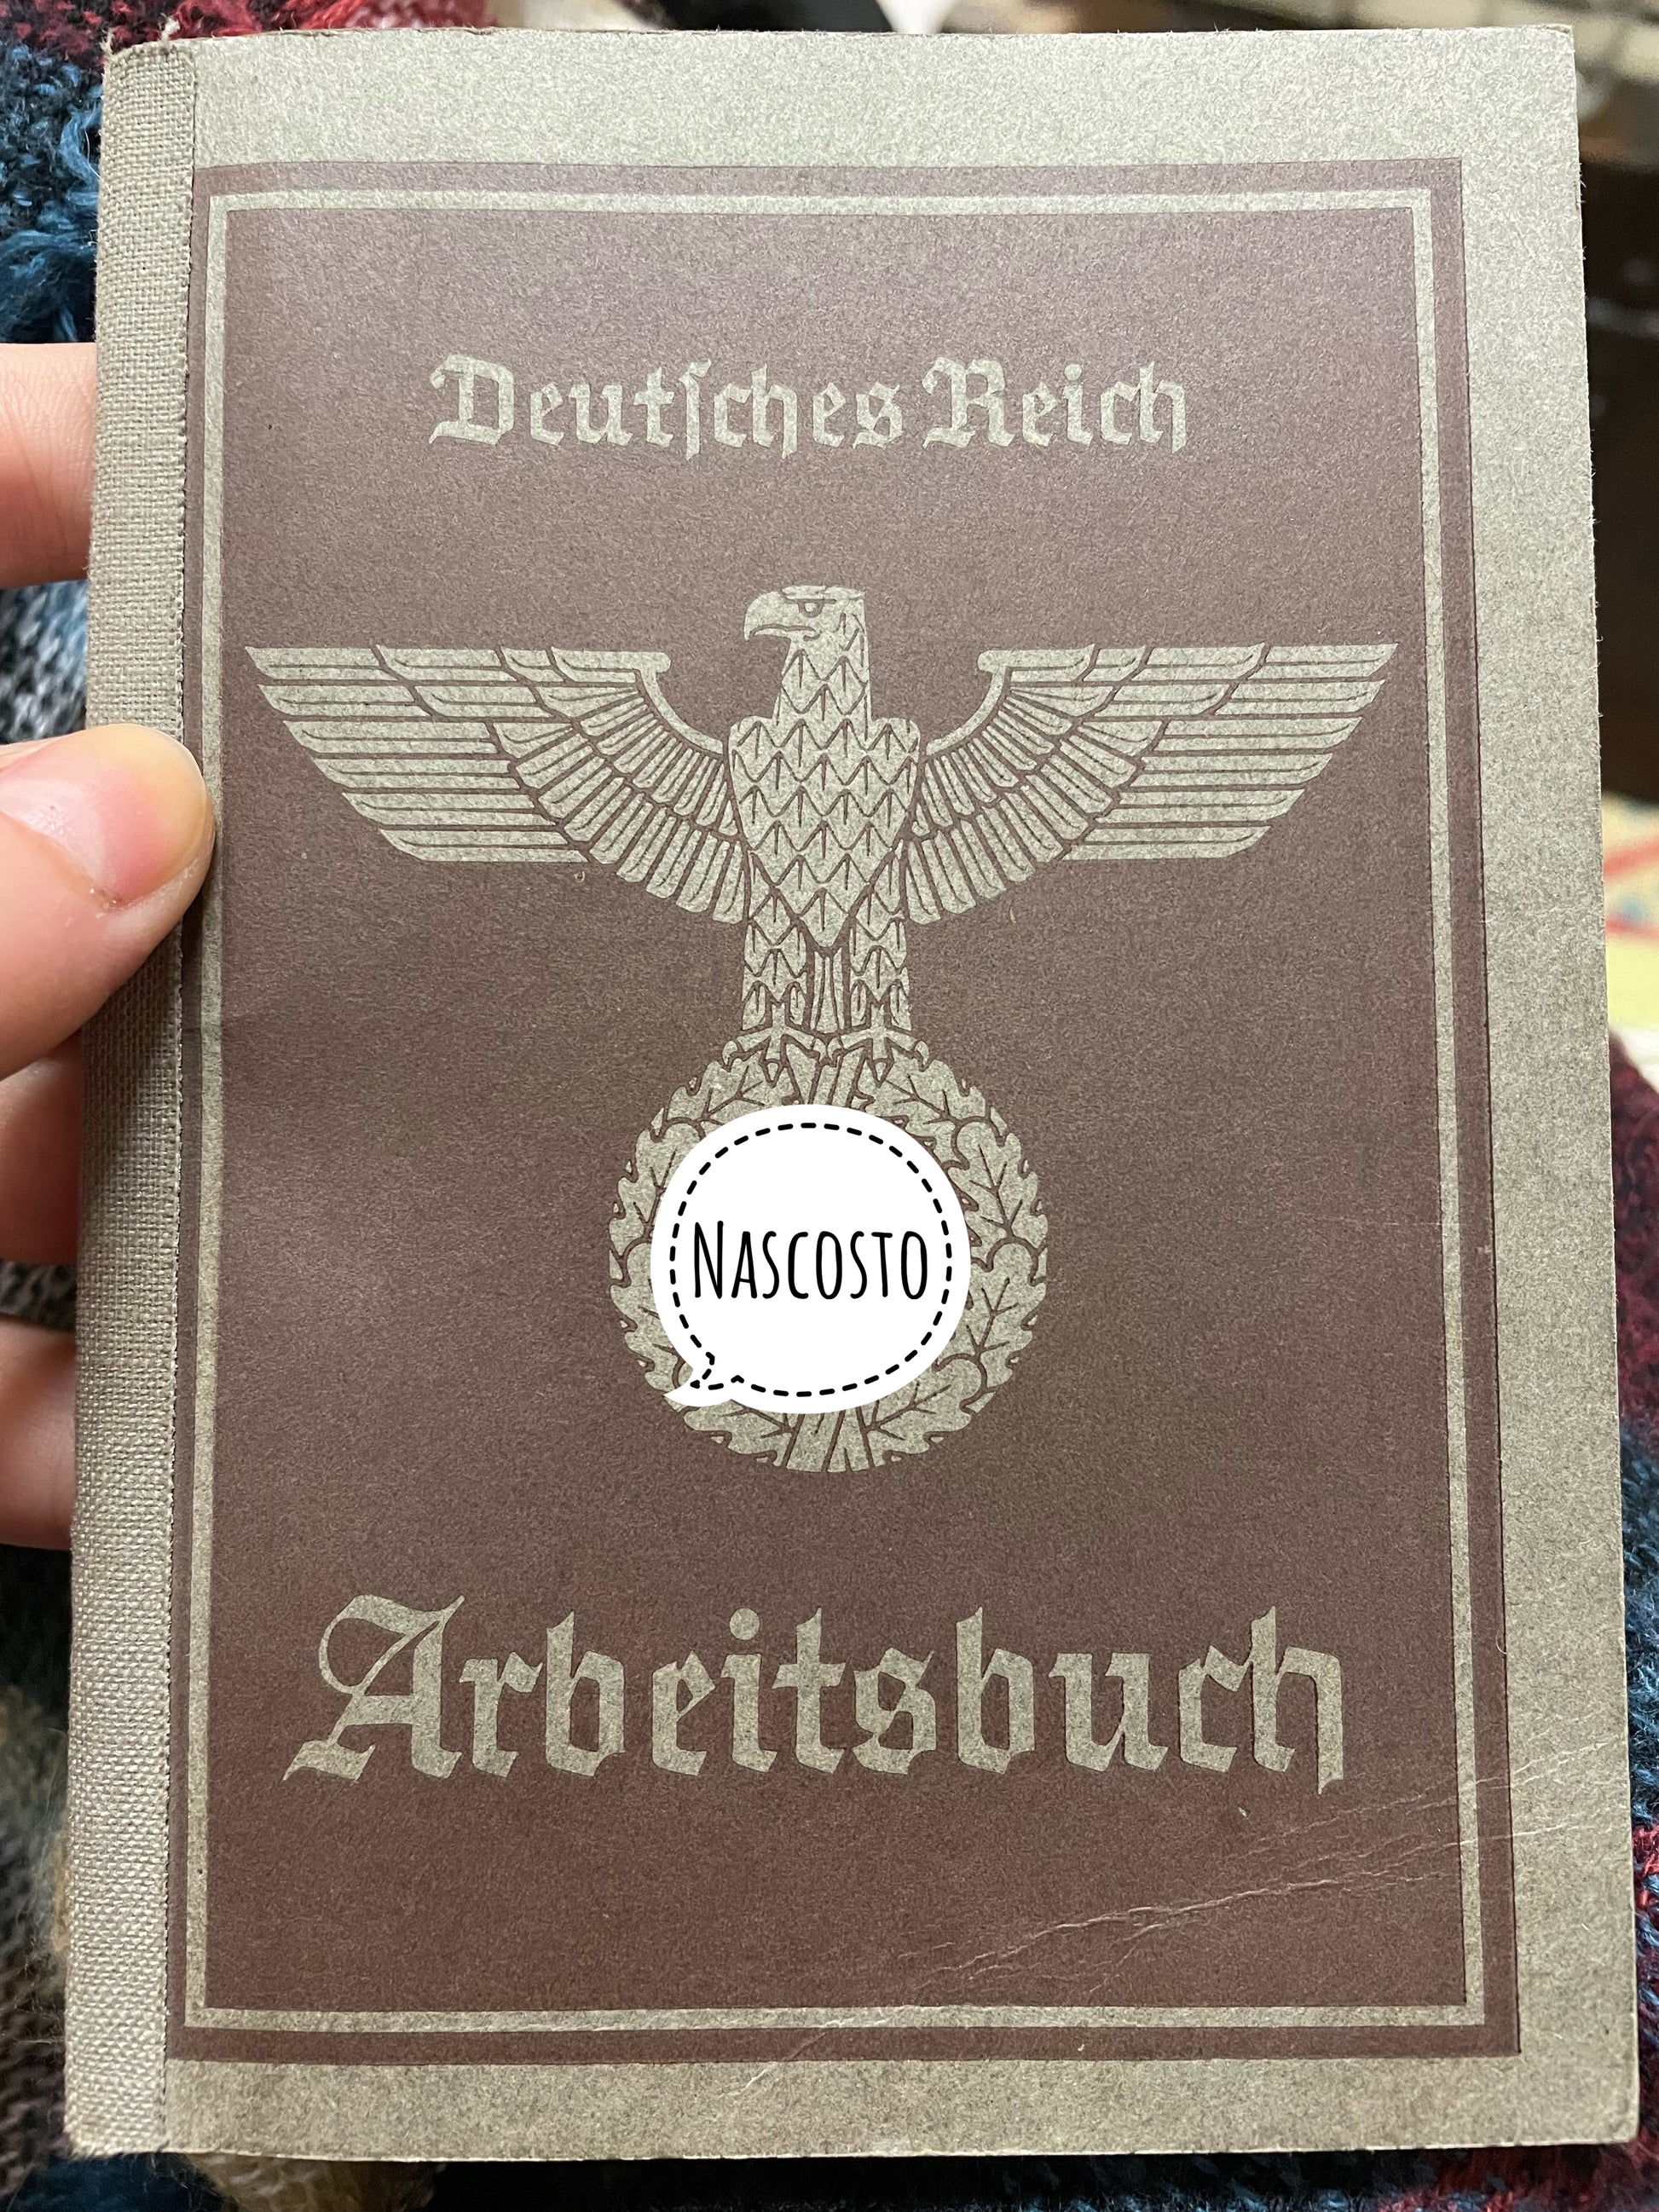 Deutſches Reich
NASCOSTO
Arbeitsbuch